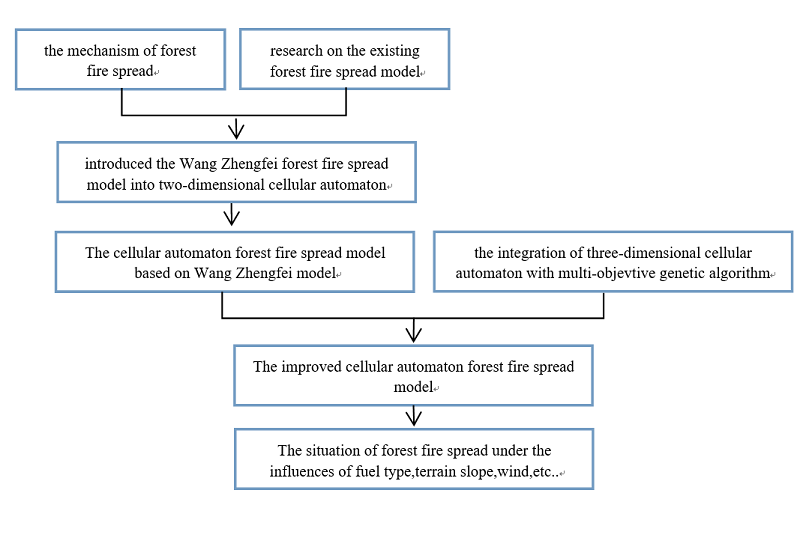 the mechanism of forest
fire spread
research on the existing
forest fire spread model
introduced the Wang Zhengfei forest fire spread
model into two-dimensional cellular automaton
The cellular automaton forest fire spread model
based on Wang Zhengfei model
the integration of three-dimensional cellular
automaton with multi-objevtive genetic algorithm
The improved cellular automaton forest fire spread
model
The situation of forest fire spread under the
influences of fuel type,terrain slope,wind,etc..